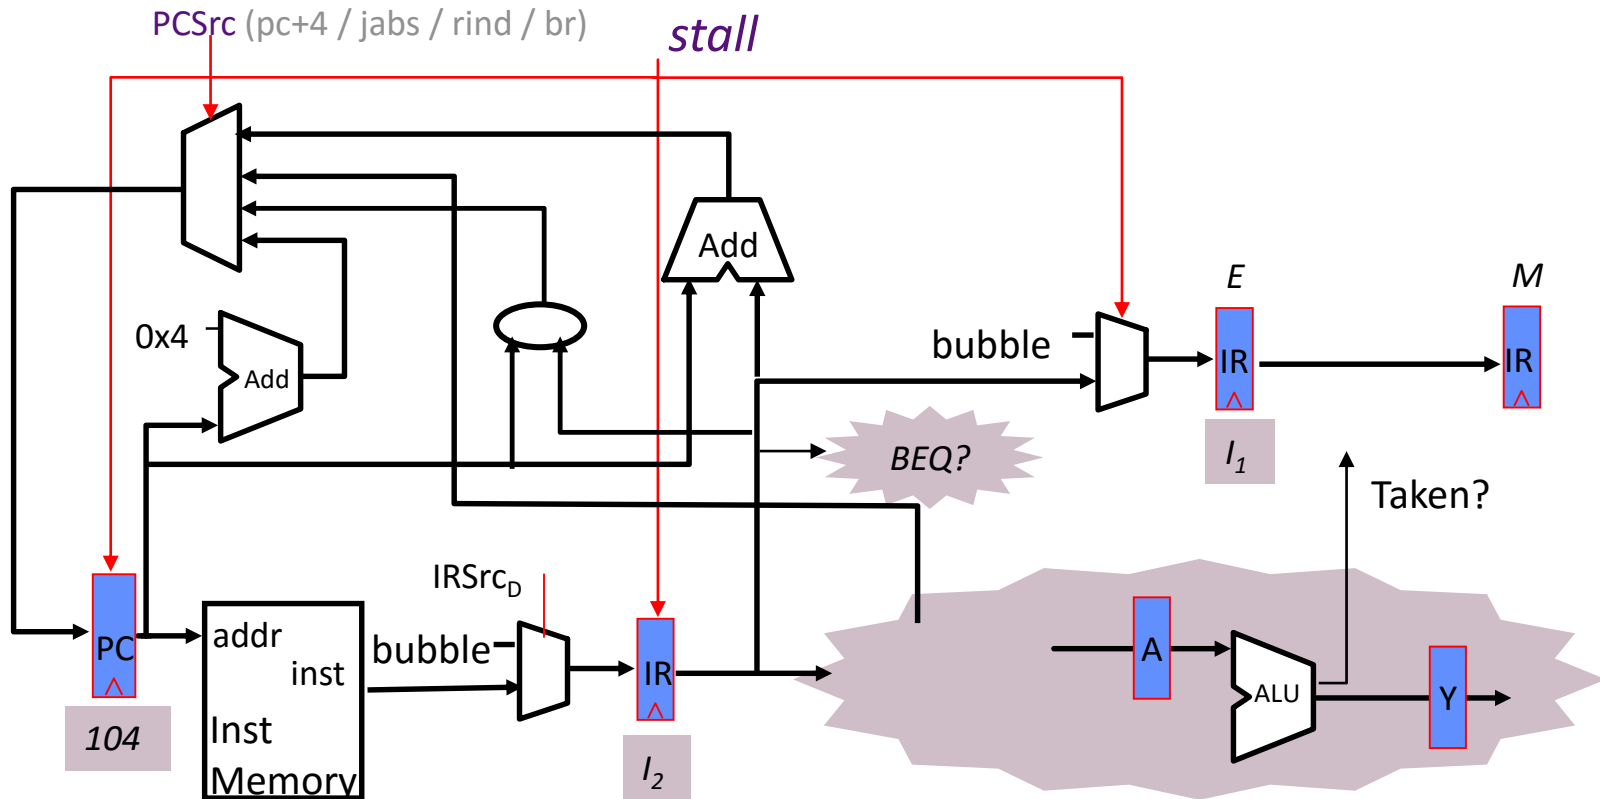 PCSrc (pc+4 / jabs / rind / br)
stall
Add
E
M
0x4
Add
bubble
IR
IR
BEQ?
I1
Taken?
IRSrcD
PC
addr
inst
bubble
IR
A
ALU
Y
104
Inst
Memory
I2